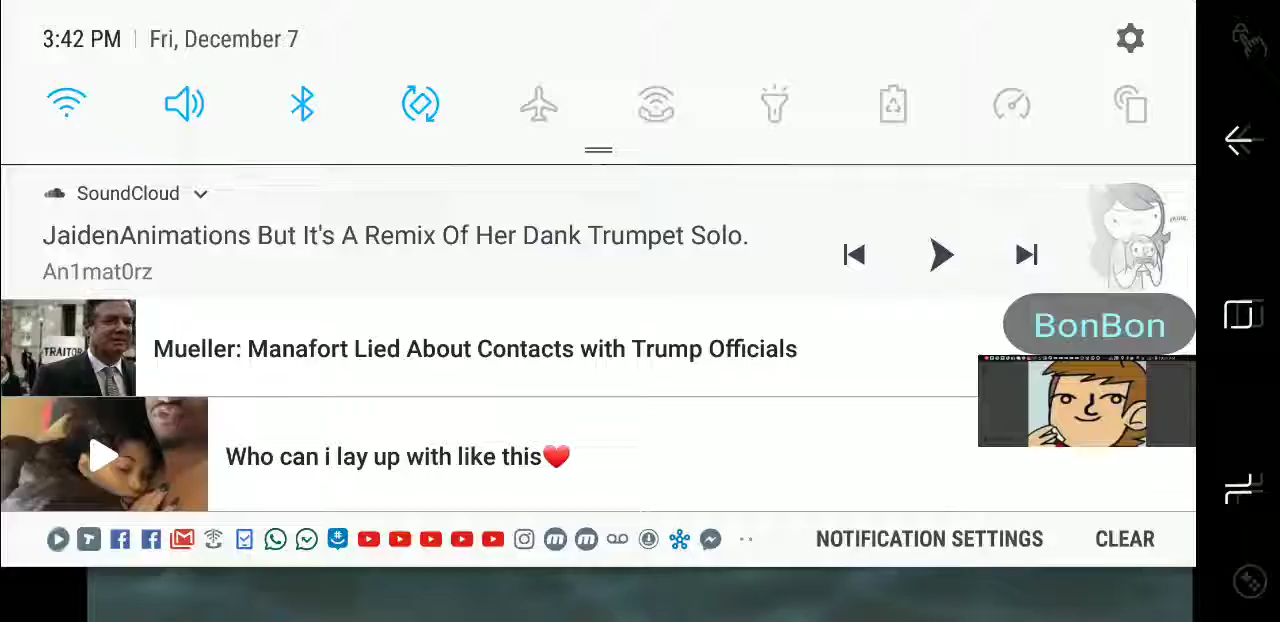 3:42 PM | Fri, December 7
SoundCloud
JaidenAnimations But It's A Remix Of Her Dank Trumpet Solo.
An1mat0rz
BonBon
TRAITOR
Mueller: Manafort Lied About Contacts with Trump Officials
Who can i lay up with like this❤️
NOTIFICATION SETTINGS CLEAR